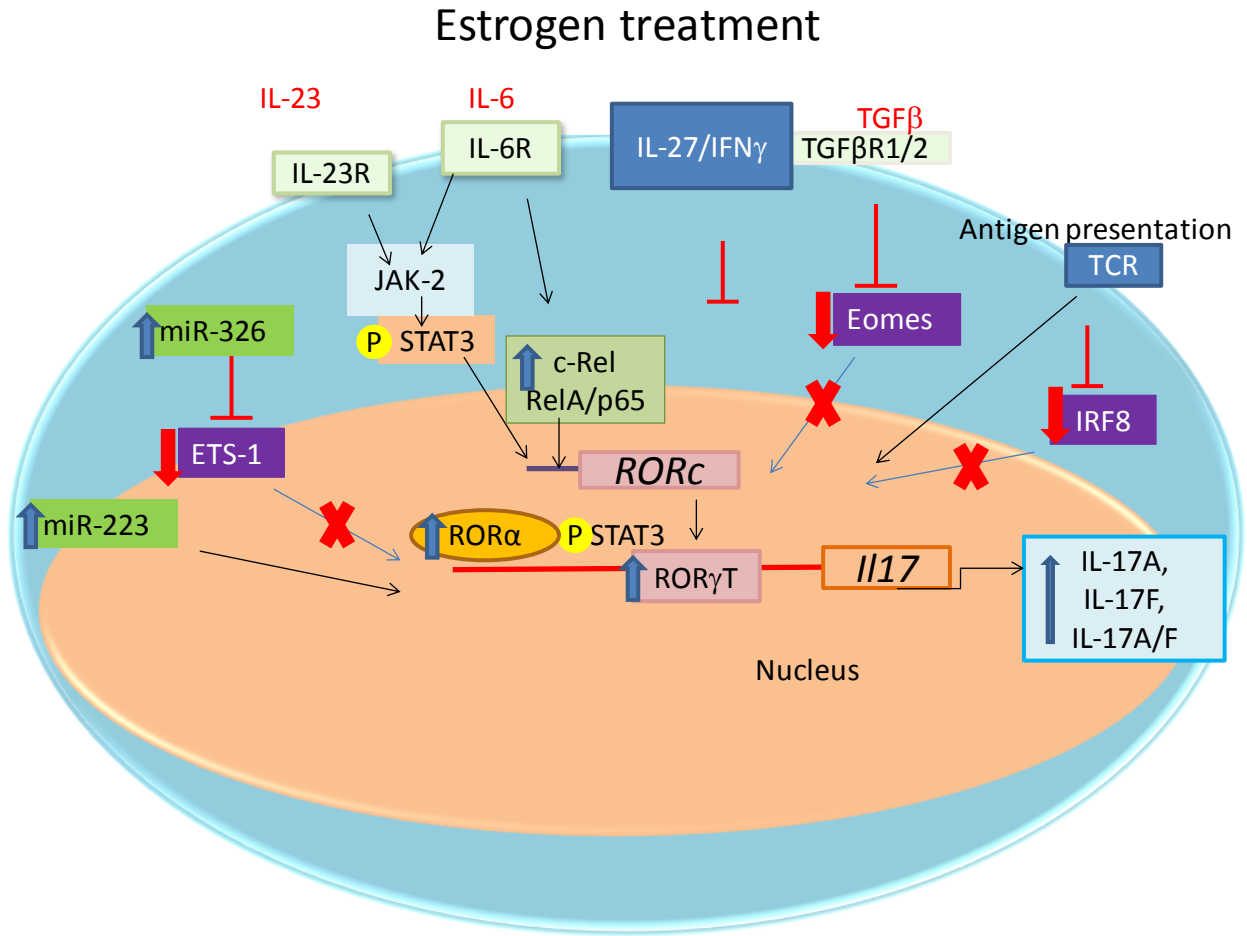 Estrogen treatment
IL-23
IL-6
TGFβ
IL-23R
IL-6R
IL-27/IFNγ
TGFβR1/2
Antigen presentation
TCR
JAK-2
P STAT3
miR-326
c-Rel
RelA/p65
Eomes
IRF8
ETS-1
miR-223
RORc
RORα
P STAT3
RORγT
Il17
IL-17A,
IL-17F,
IL-17A/F
Nucleus